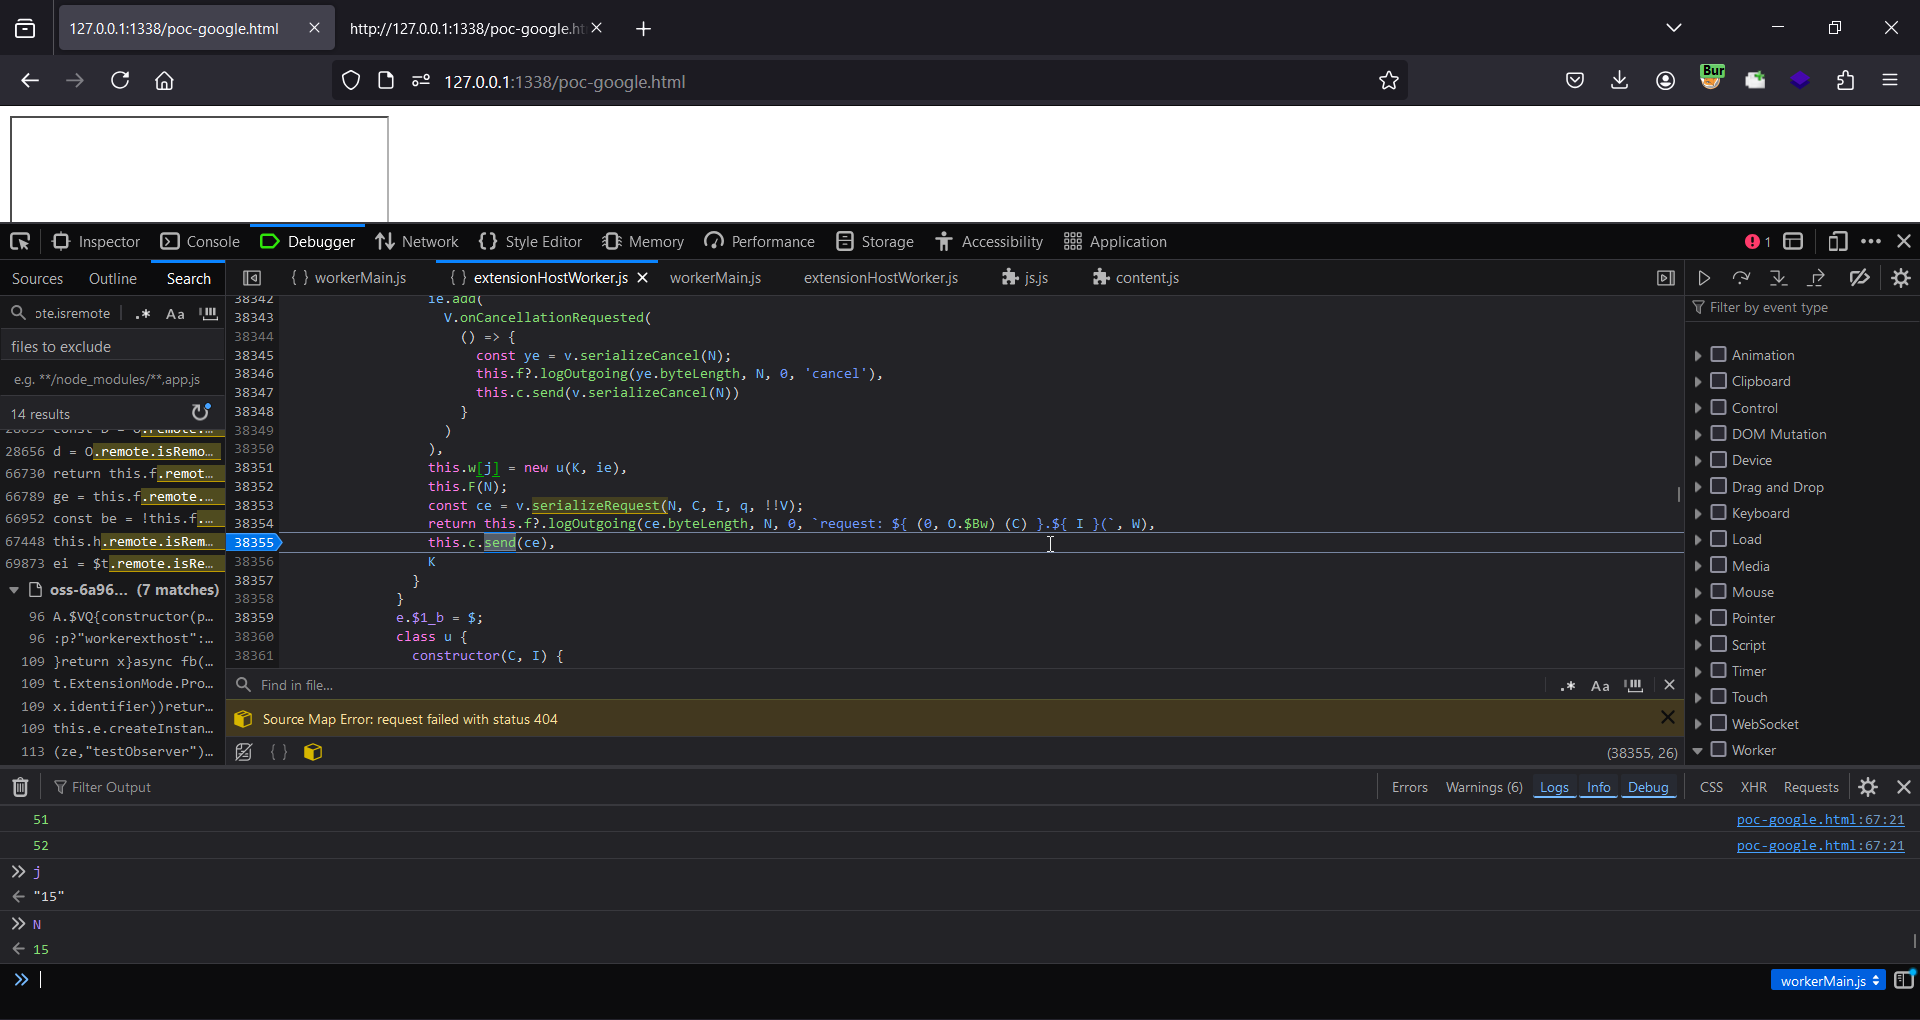 127.0.0.1:1338/poc-google.html
http://127.0.0.1:1338/poc-google.ht
127.0.0.1:1338/poc-google.html
Bur
Inspector Console Debugger Network Style Editor Memory Performance Storage Accessibility Application 1
Sources Outline Search
{ } workerMain.js { } extensionHostWorker.js workerMain.js extensionHostWorker.js js.js content.js
ote.isremote .* Aa
files to exclude
e.g. **/node_modules/**,app.js
14 results
28656 d = O.remote.isRemo…
66730 return this.f.remot…
66789 ge = this.f.remote.…
66952 const be = !this.f.…
67448 this.h.remote.isRem…
69873 ei = $t.remote.isRe…
oss-6a96… (7 matches)
96 A.$VQ{constructor(p…
96 :p?"workerexthost":…
109 }return x}async fb(…
109 t.ExtensionMode.Pro…
109 x.identifier))retur…
109 this.e.createInstan…
113 (ze,"testObserver")…
38342 ie.add(
38343 V.onCancellationRequested(
38344 () => {
38345 const ye = v.serializeCancel(N);
38346 this.f?.logOutgoing(ye.byteLength, N, 0, 'cancel'),
38347 this.c.send(v.serializeCancel(N))
38348 }
38349 )
38350 ),
38351 this.w[j] = new u(K, ie),
38352 this.F(N);
38353 const ce = v.serializeRequest(N, C, I, q, !!V);
38354 return this.f?.logOutgoing(ce.byteLength, N, 0, `request: ${ (0, O.$Bw) (C) }.${ I }(`, W),
38355 this.c.send(ce),
38356 K
38357 }
38358 }
38359 e.$1_b = $;
38360 class u {
38361 constructor(C, I) {
Find in file… .* Aa
Source Map Error: request failed with status 404
{ } (38355, 26)
Filter by event type
Animation
Clipboard
Control
DOM Mutation
Device
Drag and Drop
Keyboard
Load
Media
Mouse
Pointer
Script
Timer
Touch
WebSocket
Worker
Filter Output Errors Warnings (6) Logs Info Debug CSS XHR Requests
51 poc-google.html:67:21
52 poc-google.html:67:21
j
"15"
N
15
workerMain.js